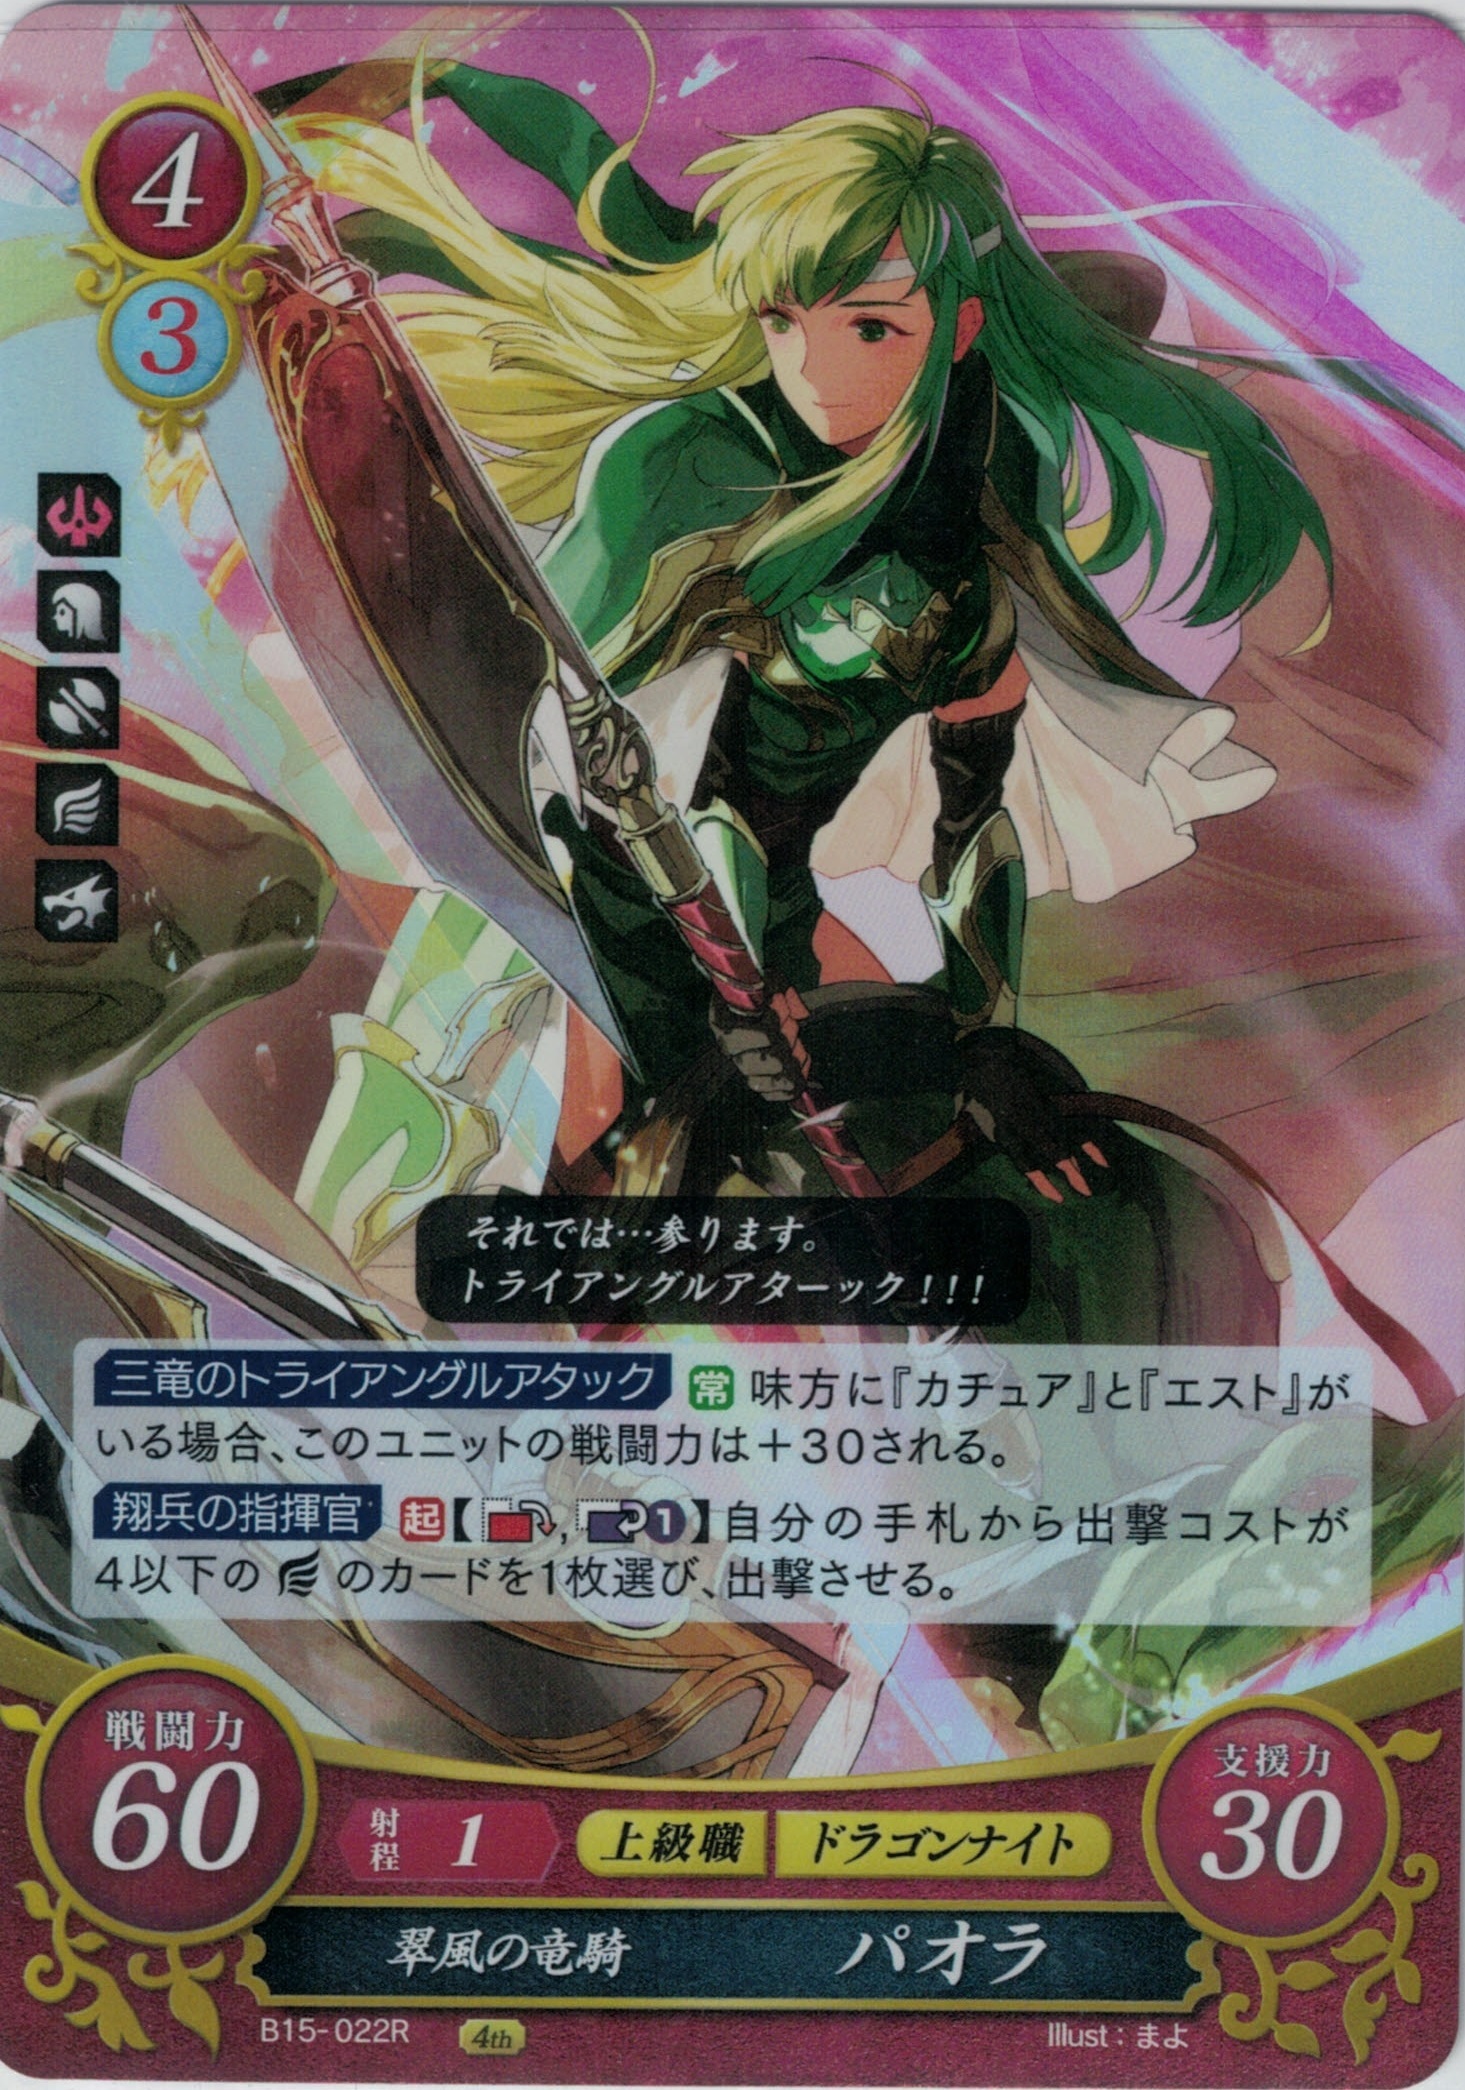 4
3
それでは…参ります。
トライアングルアターック!!!
三竜のトライアングルアタック 常 味方に『カチュア』と『エスト』が
いる場合、このユニットの戦闘力は+30される。
翔兵の指揮官 起【 , 1】自分の手札から出撃コストが
4以下の のカードを1枚選び、出撃させる。
戦闘力
60
射程 1
上級職
ドラゴンナイト
支援力
30
翠風の竜騎 パオラ
B15-022R
4th
Illust:まよ